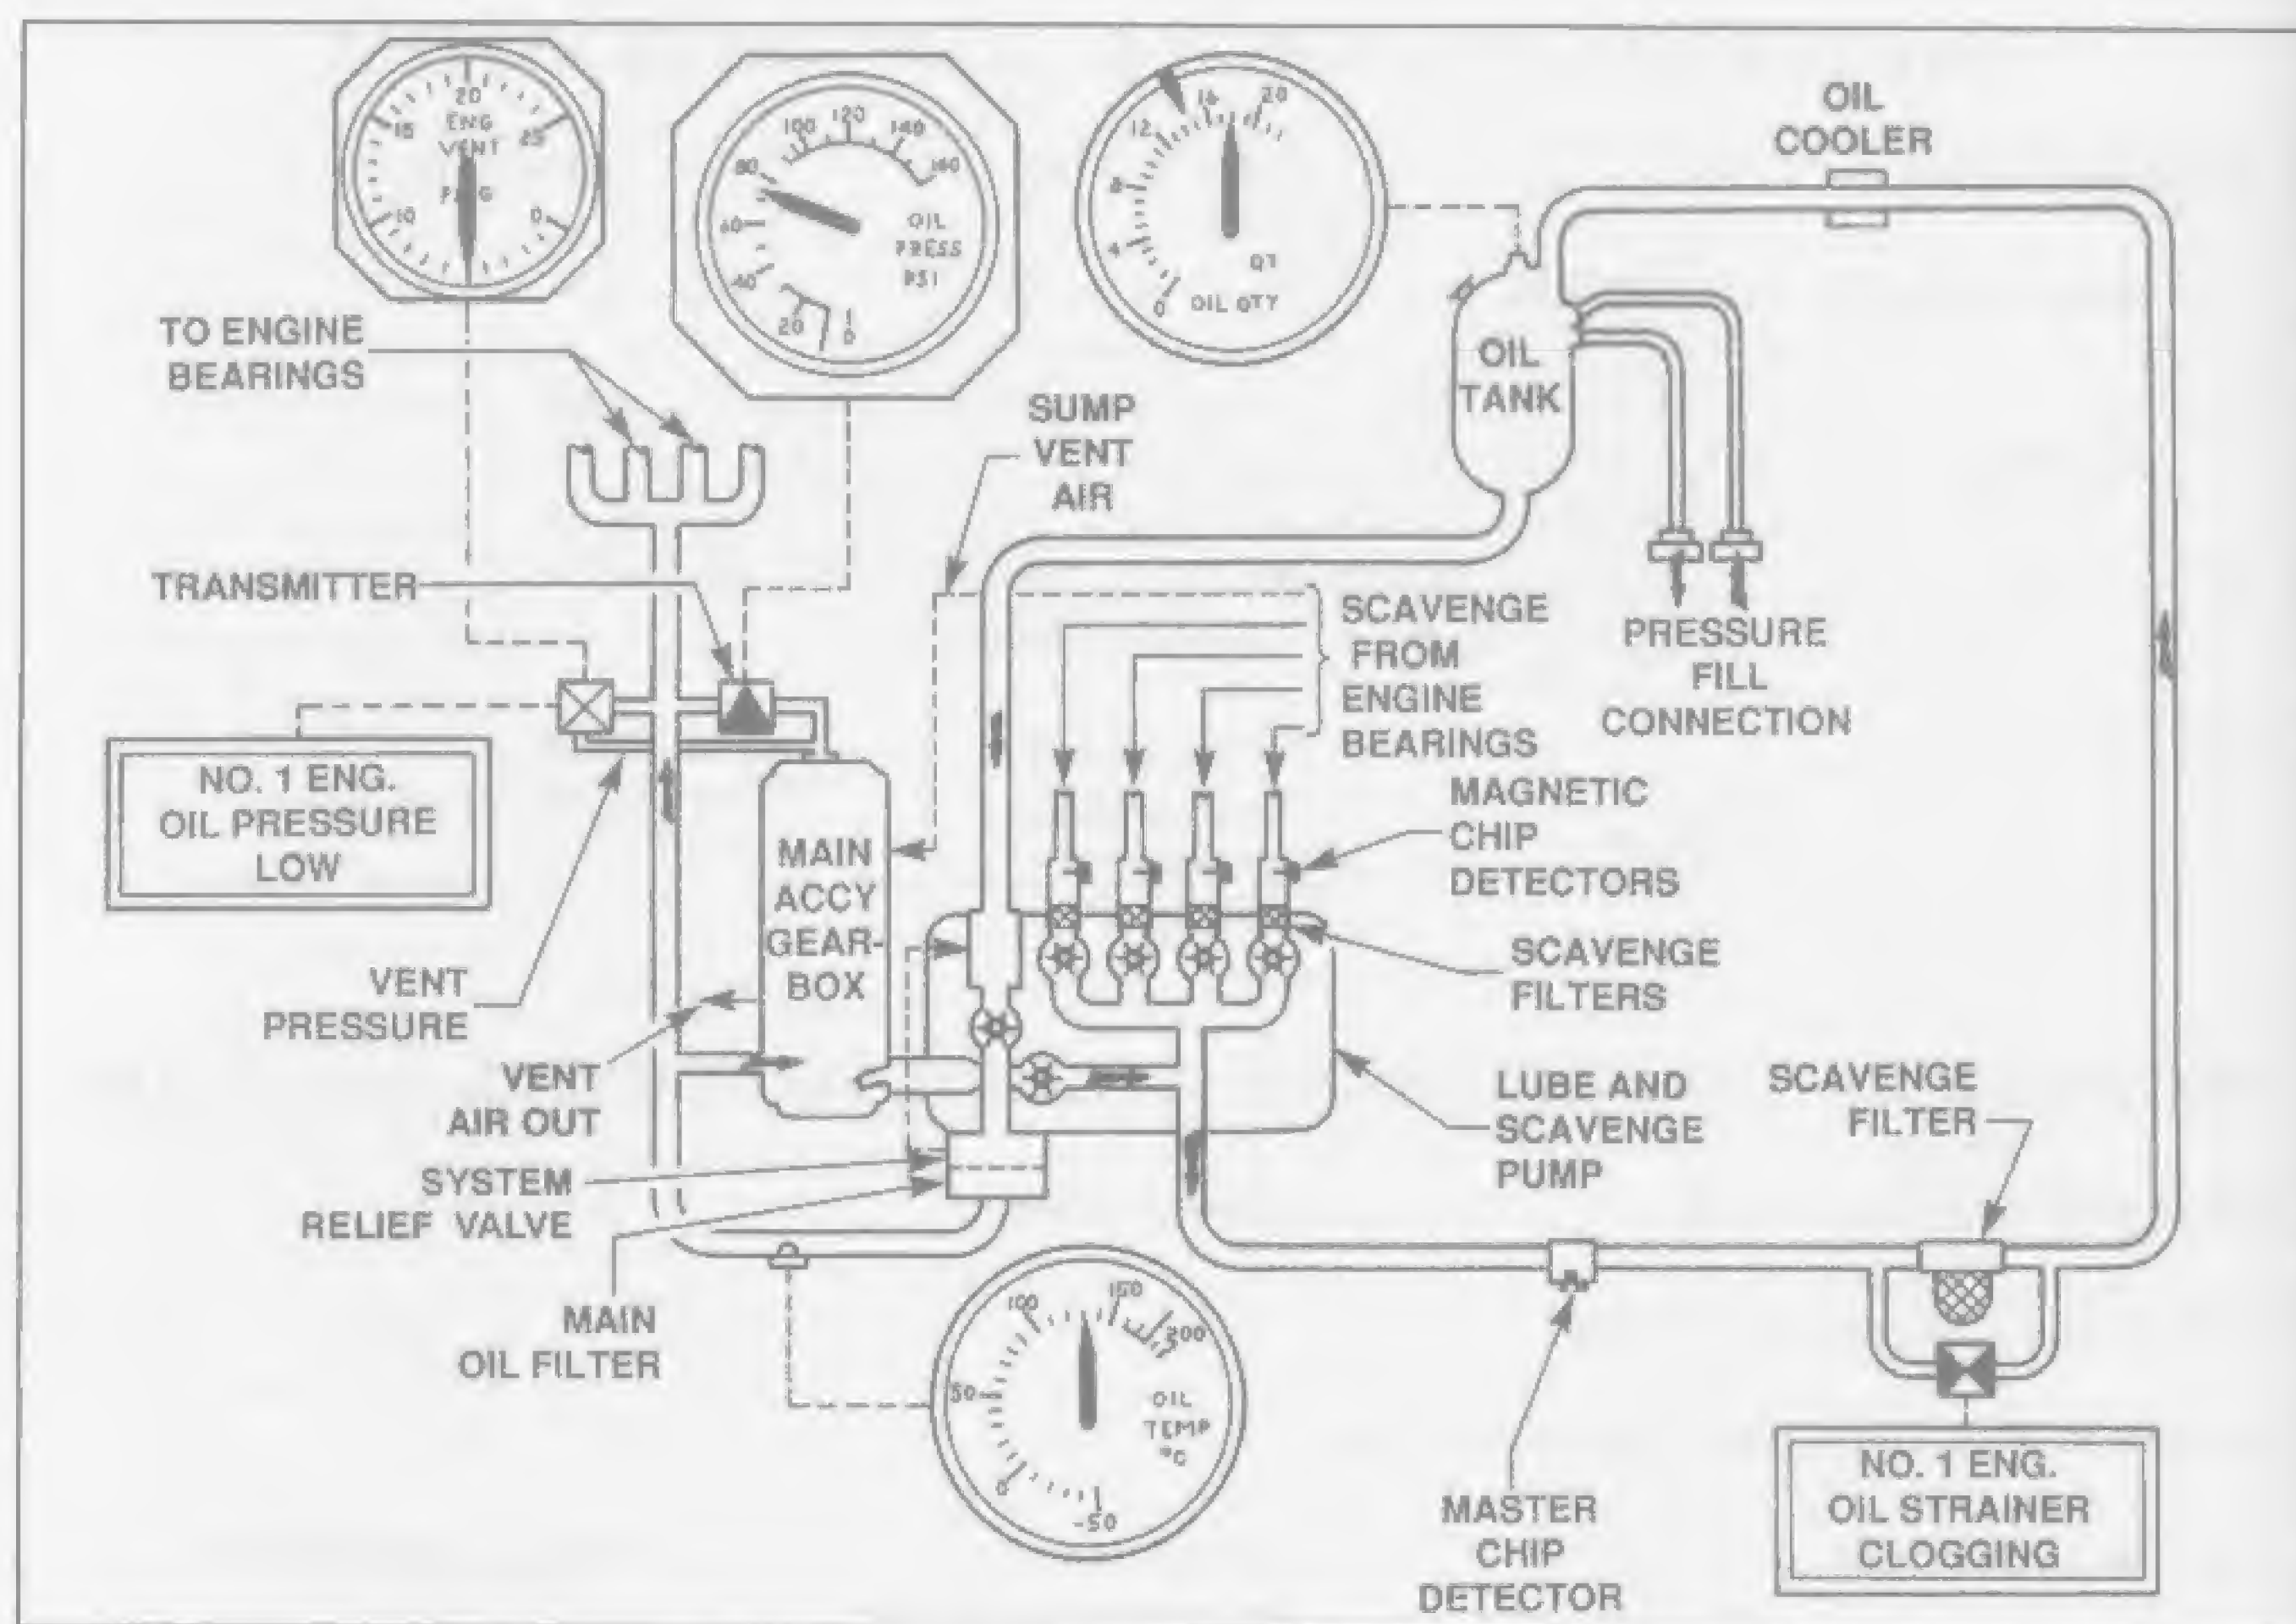 20
15
ENG
25
VENT
10
0
120
100
140
80
160
60
OIL
PRESS
PSI
40
20
0
16
20
12
8
4
QT
0
OIL QTY
OIL
COOLER
TO ENGINE
BEARINGS
SUMP
VENT
AIR
OIL
TANK
TRANSMITTER
SCAVENGE
FROM
ENGINE
BEARINGS
PRESSURE
FILL
CONNECTION
NO. 1 ENG.
OIL PRESSURE
LOW
MAIN
ACCY
GEAR-
BOX
MAGNETIC
CHIP
DETECTORS
SCAVENGE
FILTERS
VENT
PRESSURE
VENT
AIR OUT
LUBE AND
SCAVENGE
PUMP
SCAVENGE
FILTER
SYSTEM
RELIEF VALVE
MAIN
OIL FILTER
100
150
200
50
OIL
TEMP
°C
0
-50
MASTER
CHIP
DETECTOR
NO. 1 ENG.
OIL STRAINER
CLOGGING